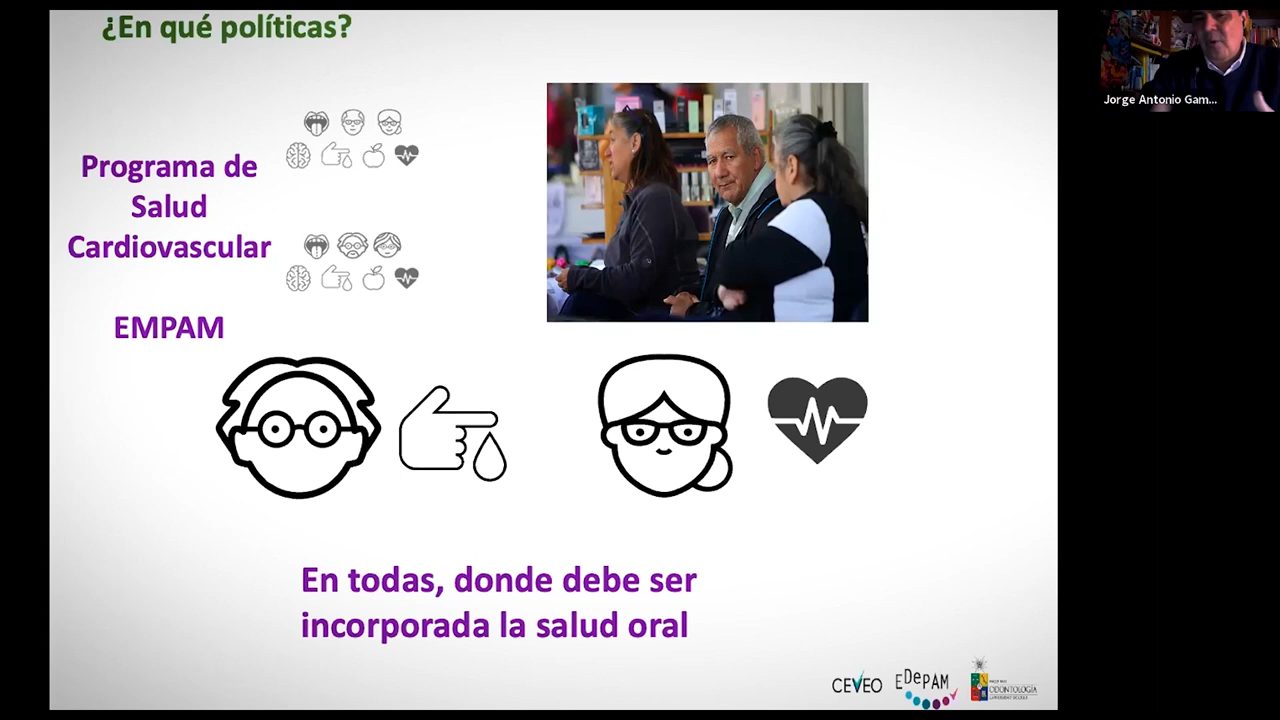 ¿En qué políticas?
Jorge Antonio Gam...
Programa de
Salud
Cardiovascular
EMPAM
En todas, donde debe ser
incorporada la salud oral
CEVEO
EDePAM
ODONTOLOGÍA